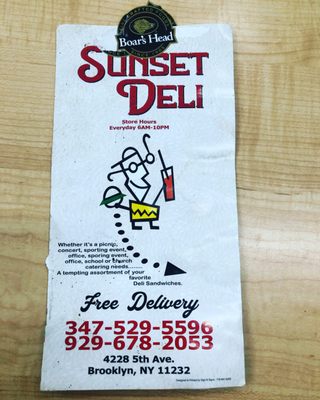 Boar's Head
SUNSET
DELI
Store Hours
Everyday 6AM-10PM
Whether it's a picnic,
concert, sporting event,
office, sporting event,
office, school or church
catering needs.......
A tempting assortment of your
favorite
Deli Sandwiches.
Free Delivery
347-529-5596
929-678-2053
4228 5th Ave.
Brooklyn, NY 11232